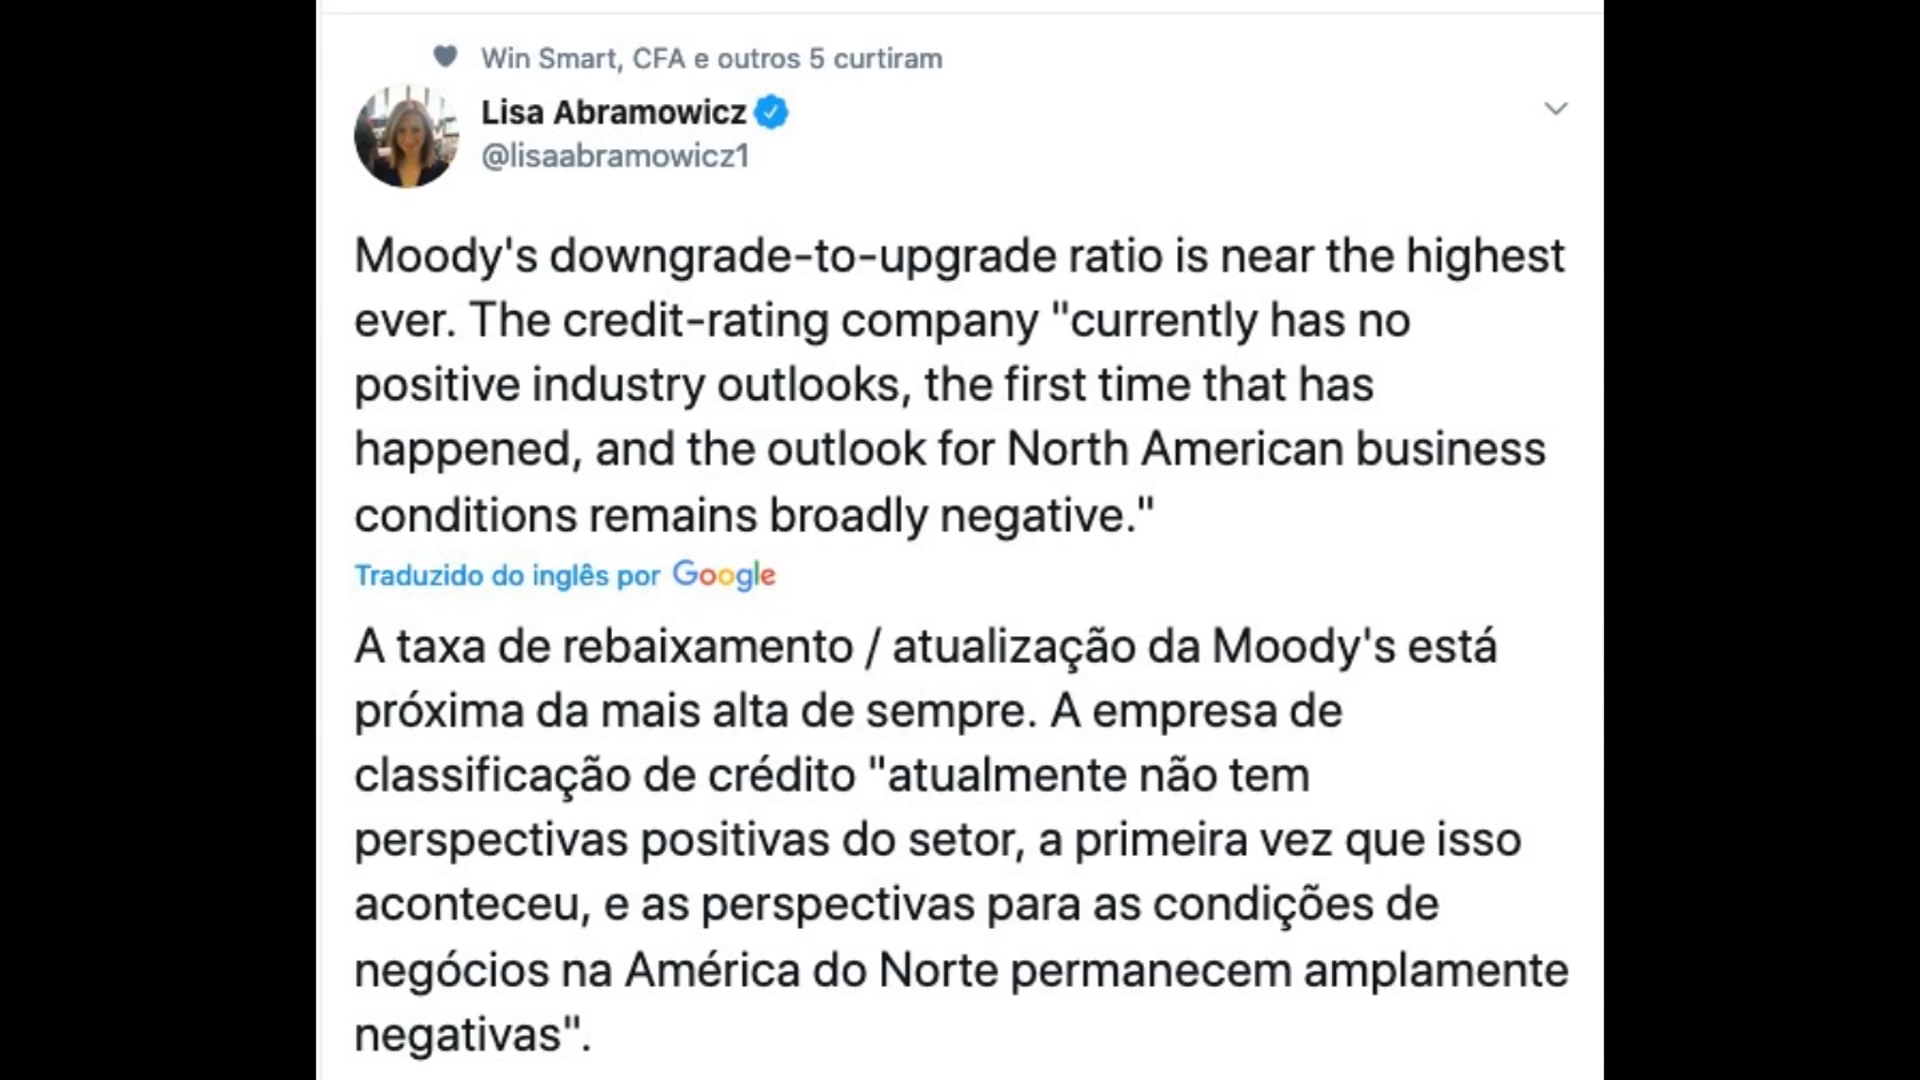 Win Smart, CFA e outros 5 curtiram
Lisa Abramowicz
@lisaabramowicz1
Moody's downgrade-to-upgrade ratio is near the highest
ever. The credit-rating company "currently has no
positive industry outlooks, the first time that has
happened, and the outlook for North American business
conditions remains broadly negative."
Traduzido do inglês por Google
A taxa de rebaixamento / atualização da Moody's está
próxima da mais alta de sempre. A empresa de
classificação de crédito "atualmente não tem
perspectivas positivas do setor, a primeira vez que isso
aconteceu, e as perspectivas para as condições de
negócios na América do Norte permanecem amplamente
negativas".